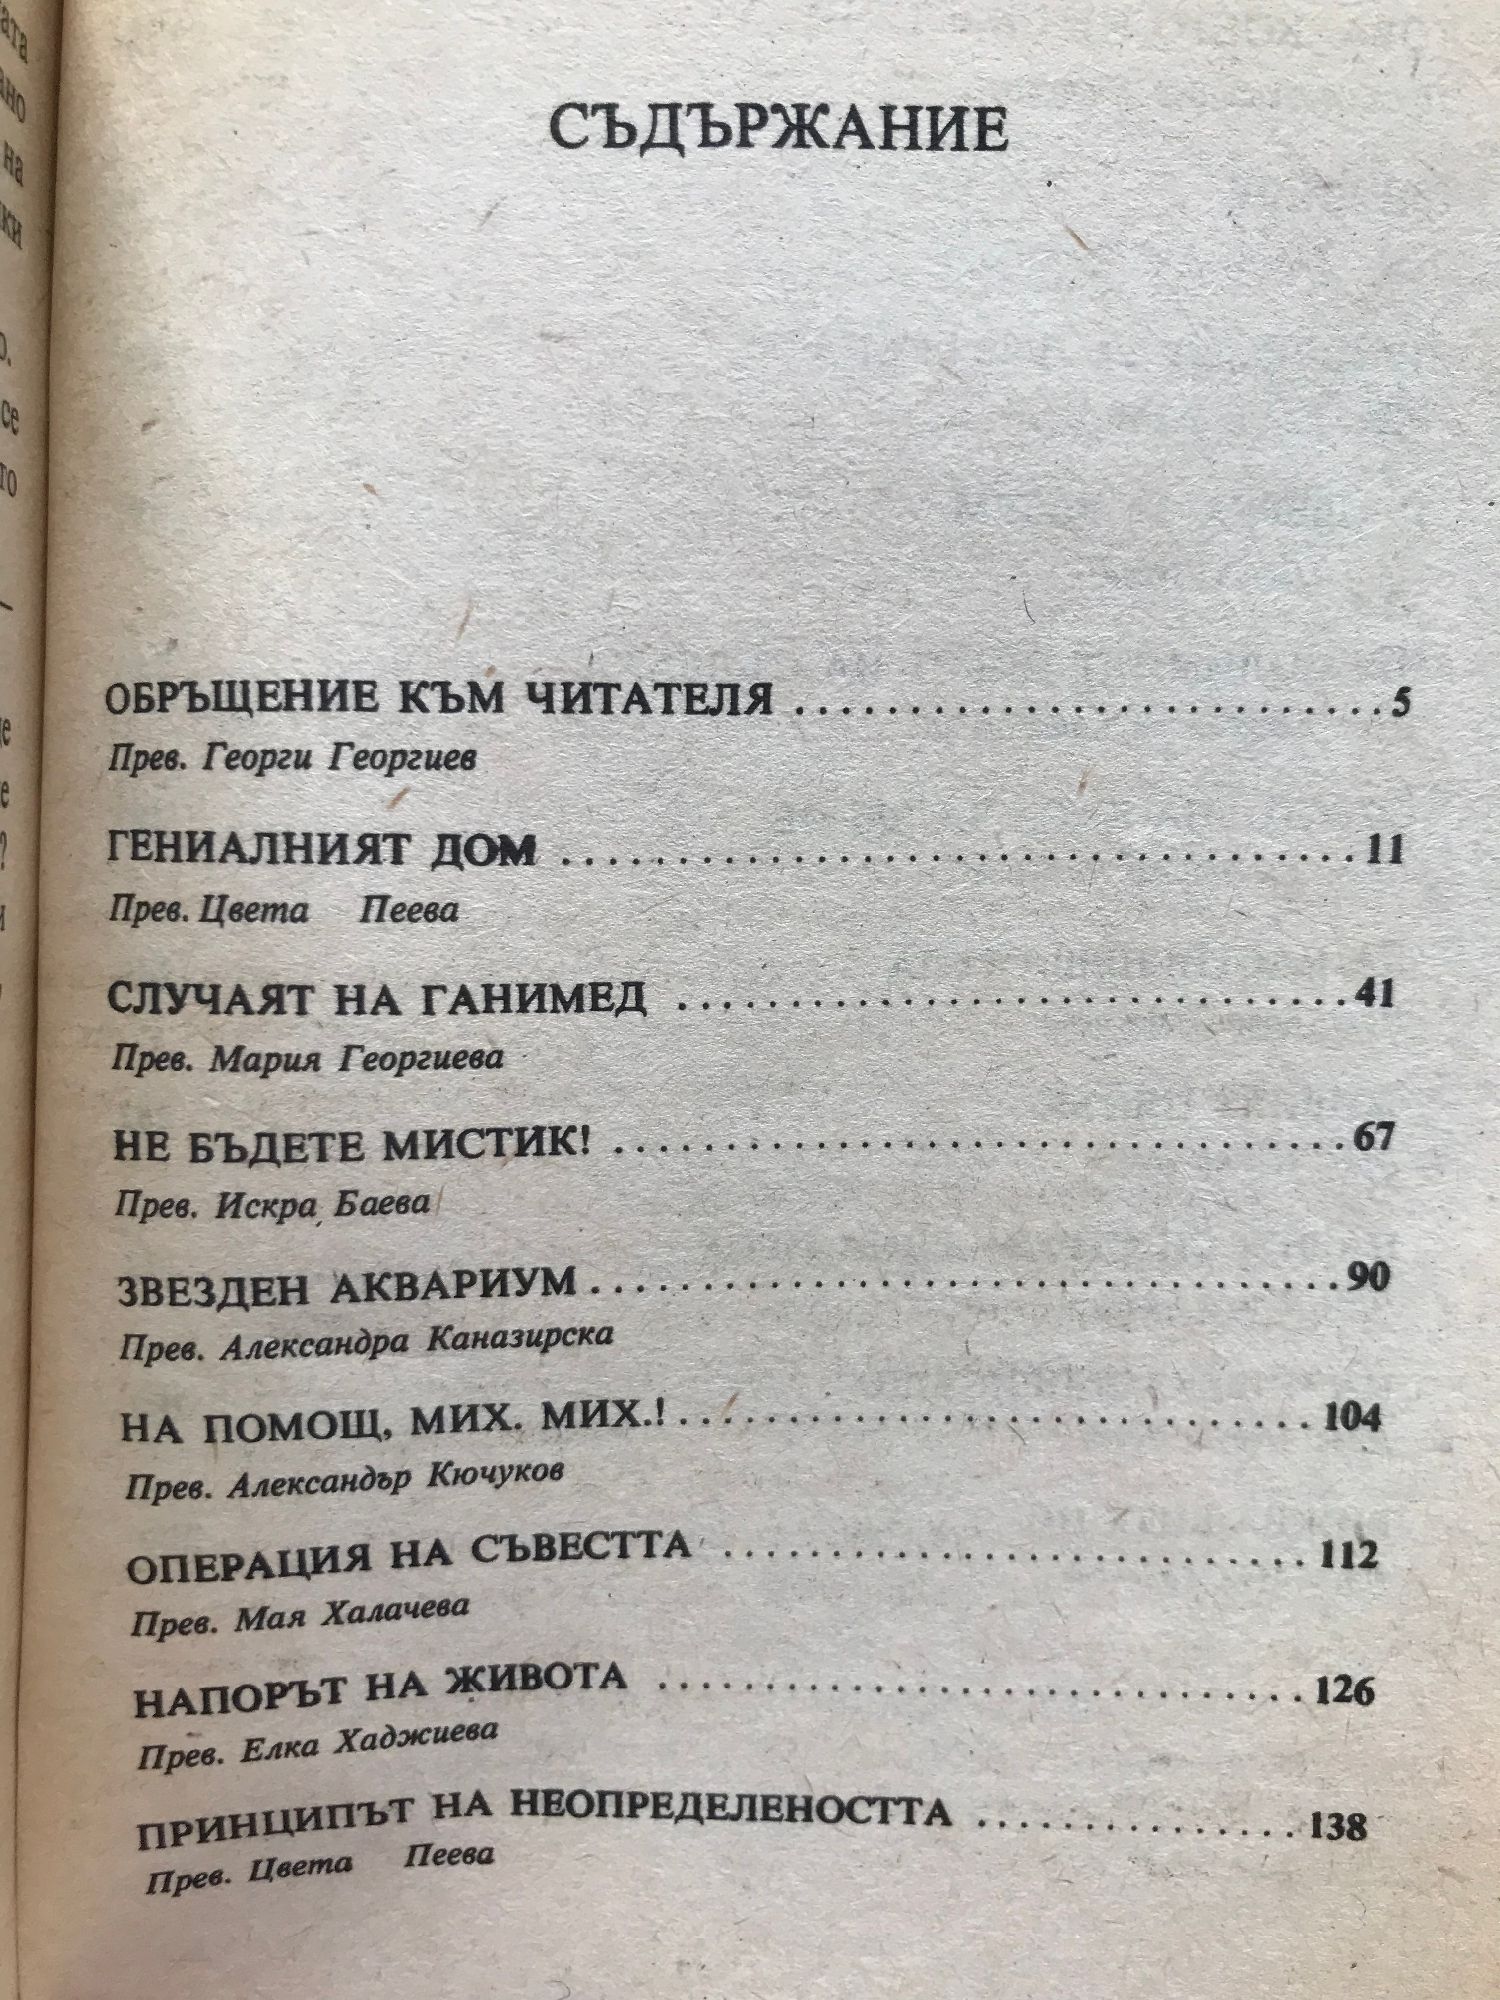 СЪДЪРЖАНИЕ
ОБРЪЩЕНИЕ КЪМ ЧИТАТЕЛЯ ........................... 5
Прев. Георги Георгиев
ГЕНИАЛНИЯТ ДОМ ................................... 11
Прев. Цвета Пеева
СЛУЧАЯТ НА ГАНИМЕД .............................. 41
Прев. Мария Георгиева
НЕ БЪДЕТЕ МИСТИК! ................................. 67
Прев. Искра Баева
ЗВЕЗДЕН АКВАРИУМ ................................. 90
Прев. Александра Каназирска
НА ПОМОЩ, МИХ. МИХ.! ............................ 104
Прев. Александър Кючуков
ОПЕРАЦИЯ НА СЪВЕСТТА .......................... 112
Прев. Мая Халачева
НАПОРЪТ НА ЖИВОТА ............................. 126
Прев. Елка Хаджиева
ПРИНЦИПЪТ НА НЕОПРЕДЕЛЕНОСТТА .............. 138
Прев. Цвета Пеева